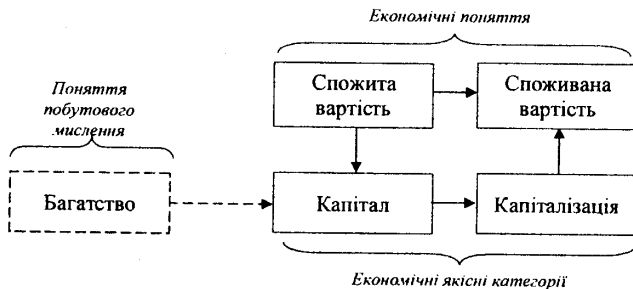 Економічні поняття
Поняття
побутового
мислення
Спожита
вартість
Споживана
вартість
Багатство
Капітал
Капіталізація
Економічні якісні категорії